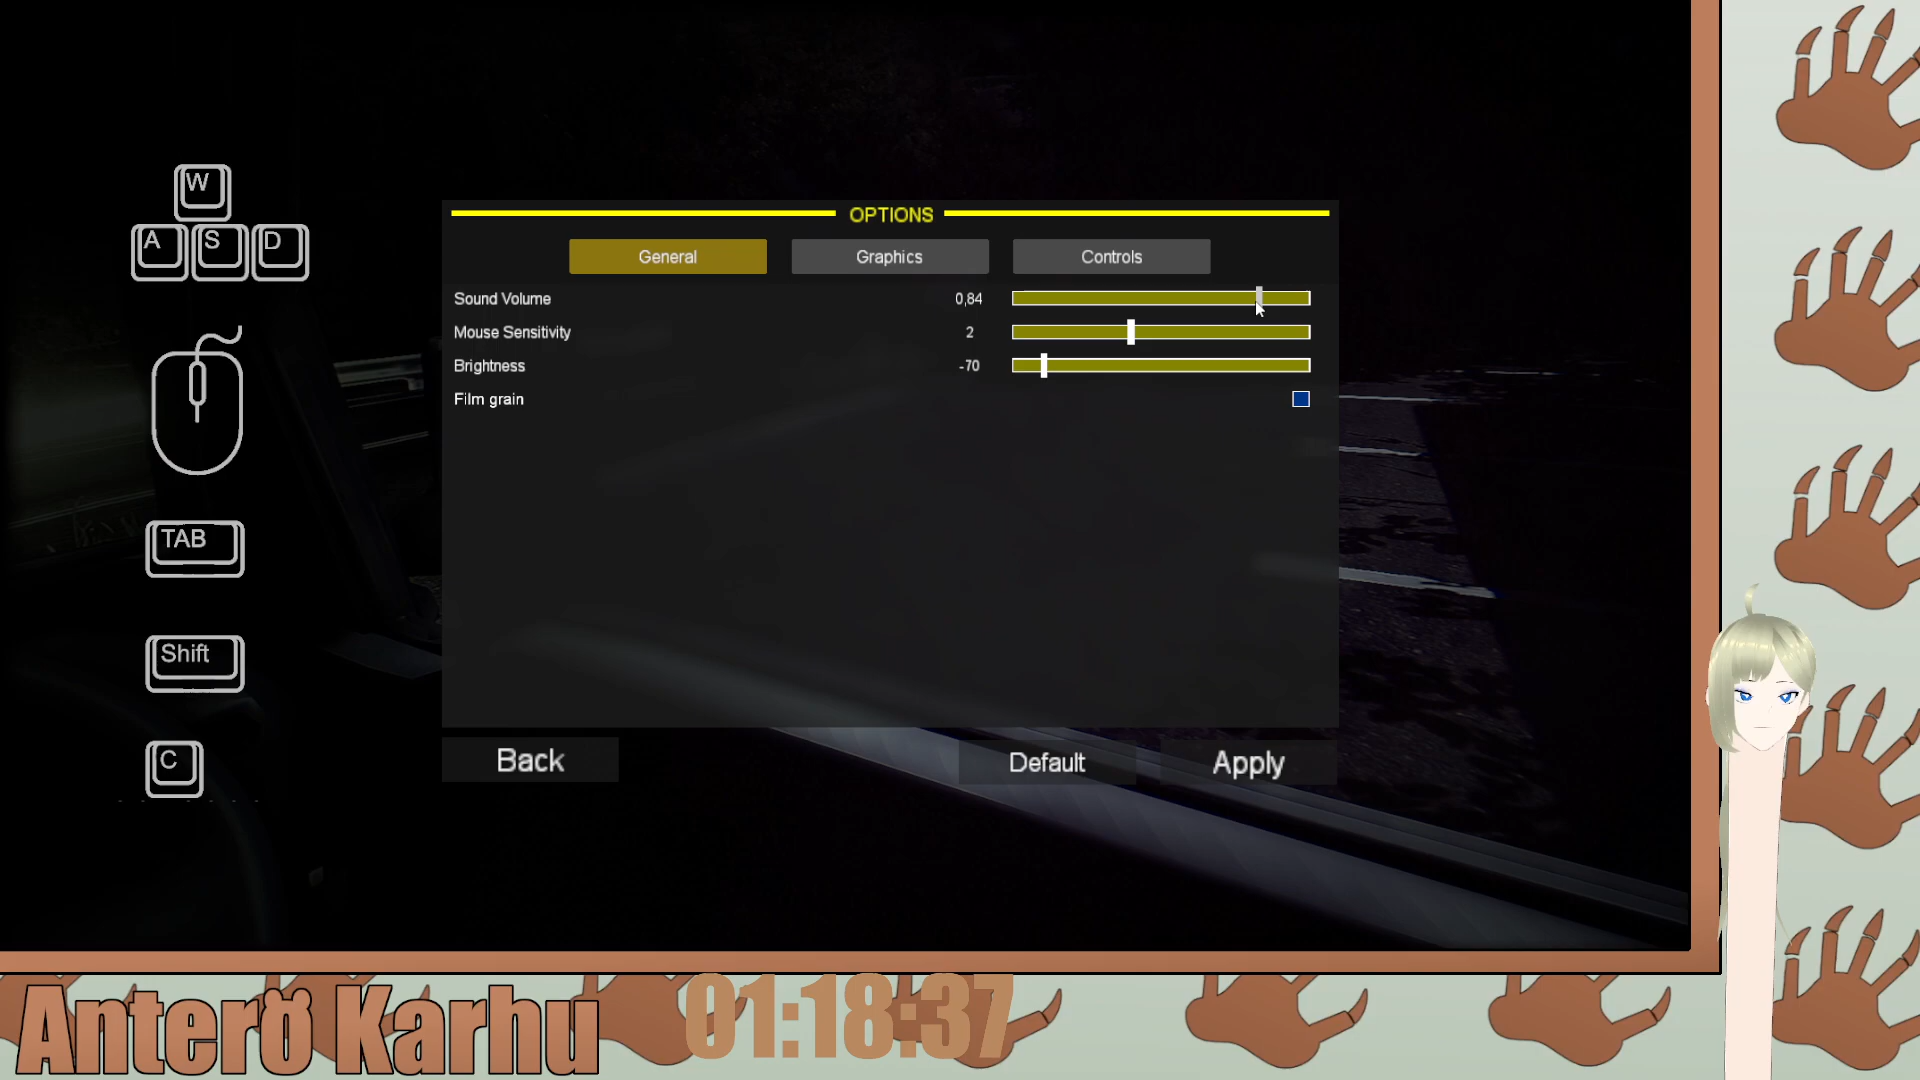 W
A S D
TAB
Shift
C
OPTIONS
General Graphics Controls
Sound Volume 0,84
Mouse Sensitivity 2
Brightness -70
Film grain
Back Default Apply
Anterö Karhu 01:18:37